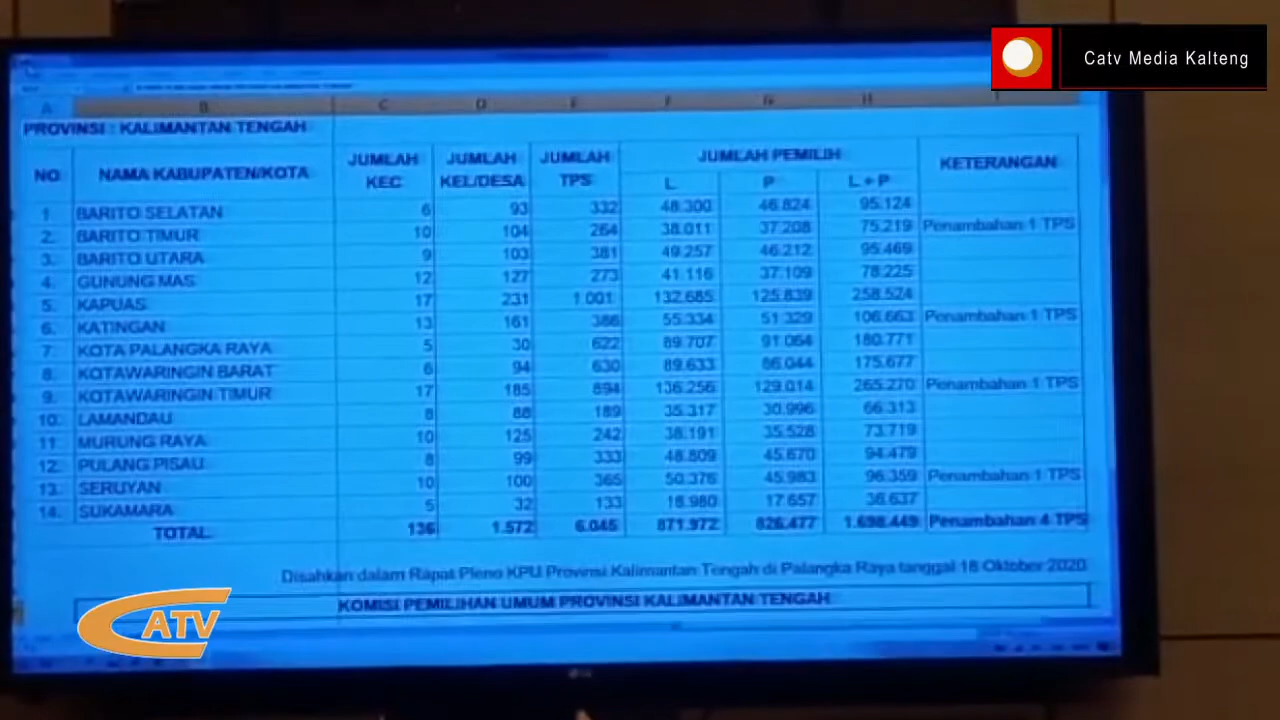 Catv Media Kalteng
A B C D E F G H I
PROVINSI : KALIMANTAN TENGAH
NO NAMA KABUPATEN/KOTA JUMLAH KEC JUMLAH KEL/DESA JUMLAH TPS JUMLAH PEMILIH KETERANGAN
L P L + P
1. BARITO SELATAN 6 93 332 48.300 46.824 95.124
2. BARITO TIMUR 10 104 264 38.011 37.208 75.219 Penambahan 1 TPS
3. BARITO UTARA 9 103 381 49.257 46.212 95.469
4. GUNUNG MAS 12 127 273 41.116 37.109 78.225
5. KAPUAS 17 231 1.001 132.685 125.839 258.524
6. KATINGAN 13 161 386 55.334 51.329 106.663 Penambahan 1 TPS
7. KOTA PALANGKA RAYA 5 30 622 89.707 91.064 180.771
8. KOTAWARINGIN BARAT 6 94 630 89.633 86.044 175.677
9. KOTAWARINGIN TIMUR 17 185 894 136.256 129.014 265.270 Penambahan 1 TPS
10. LAMANDAU 8 88 189 35.317 30.996 66.313
11. MURUNG RAYA 10 125 242 38.191 35.528 73.719
12. PULANG PISAU 8 99 333 48.809 45.670 94.479
13. SERUYAN 10 100 365 50.376 45.983 96.359 Penambahan 1 TPS
14. SUKAMARA 5 32 133 18.980 17.657 36.637
TOTAL 136 1.572 6.045 871.972 826.477 1.698.449 Penambahan 4 TPS
Disahkan dalam Rapat Pleno KPU Provinsi Kalimantan Tengah di Palangka Raya tanggal 18 Oktober 2020
KOMISI PEMILIHAN UMUM PROVINSI KALIMANTAN TENGAH
CATV
LG